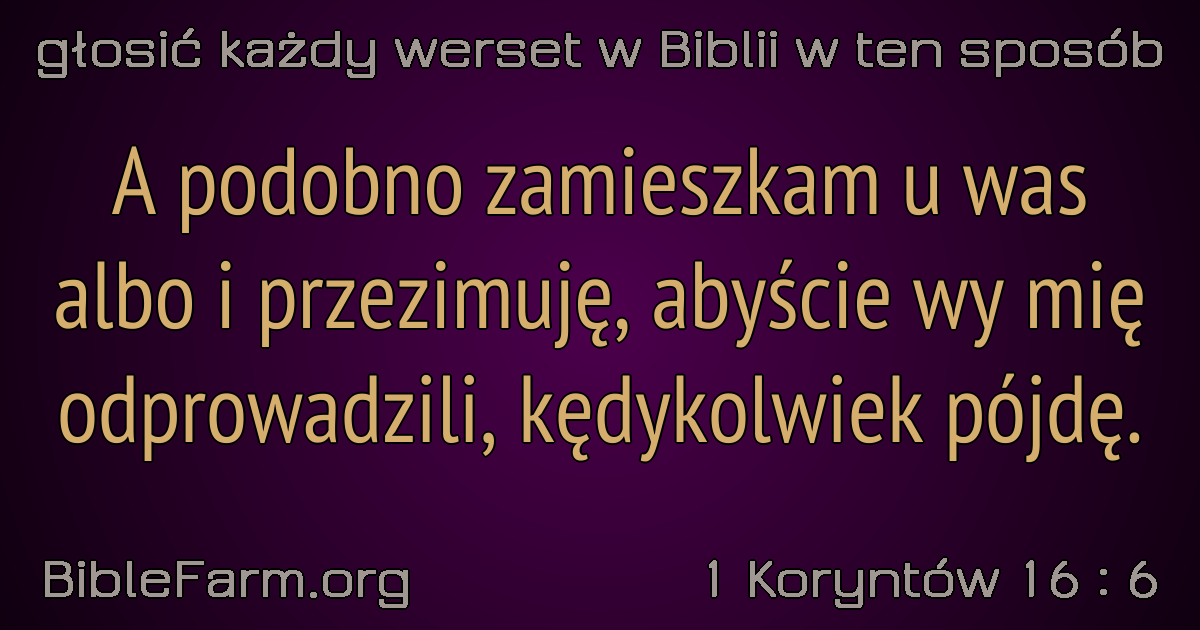 głosić każdy werset w Biblii w ten sposób
A podobno zamieszkam u was
albo i przezimuję, abyście wy mię
odprowadzili, kędykolwiek pójdę.
BibleFarm.org
1 Koryntów 16 : 6